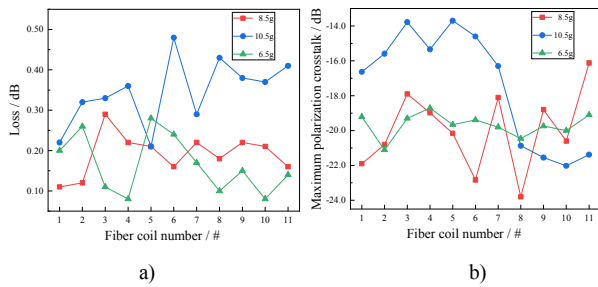 a)
Loss / dB
0.50
0.40
0.30
0.20
0.10
8.5g
10.5g
6.5g
1 2 3 4 5 6 7 8 9 10 11
Fiber coil number / #
a)
b)
Maximum polarization crosstalk / dB
-14.0
-16.0
-18.0
-20.0
-22.0
-24.0
8.5g
10.5g
6.5g
1 2 3 4 5 6 7 8 9 10 11
Fiber coil number / #
b)